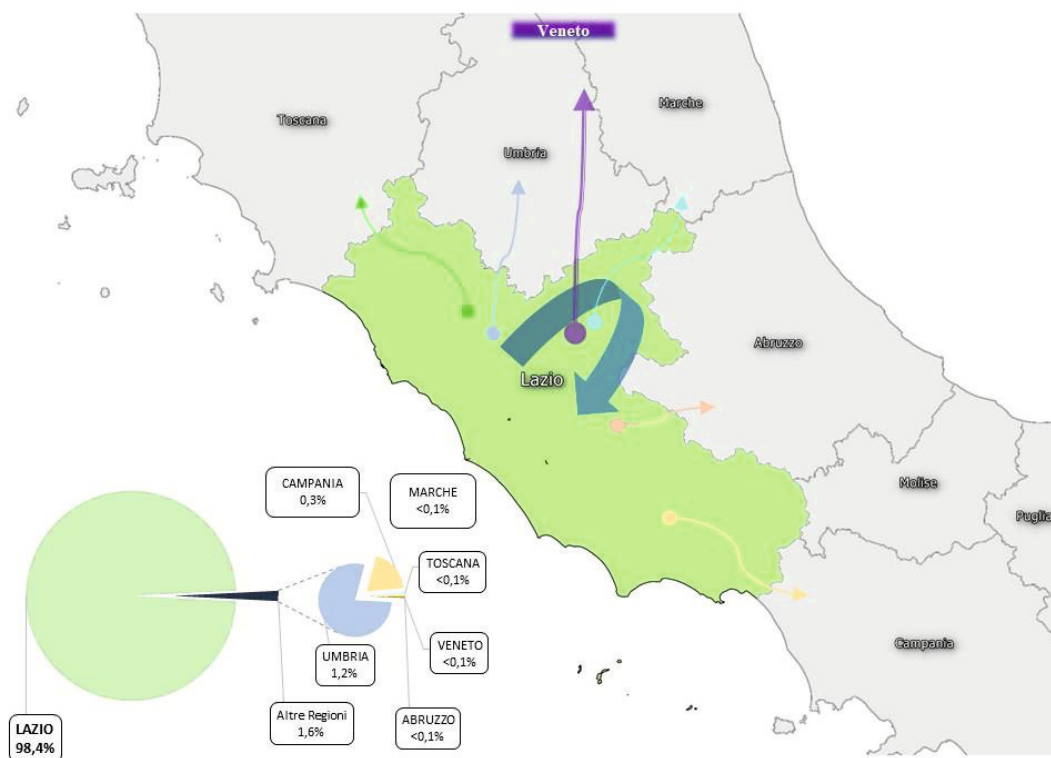 Veneto
Marche
Toscana
Umbria
Abruzzo
Lazio
Molise
Puglia
Campania
CAMPANIA
0,3%
MARCHE
<0,1%
TOSCANA
<0,1%
UMBRIA
1,2%
VENETO
<0,1%
Altre Regioni
1,6%
ABRUZZO
<0,1%
LAZIO
98,4%